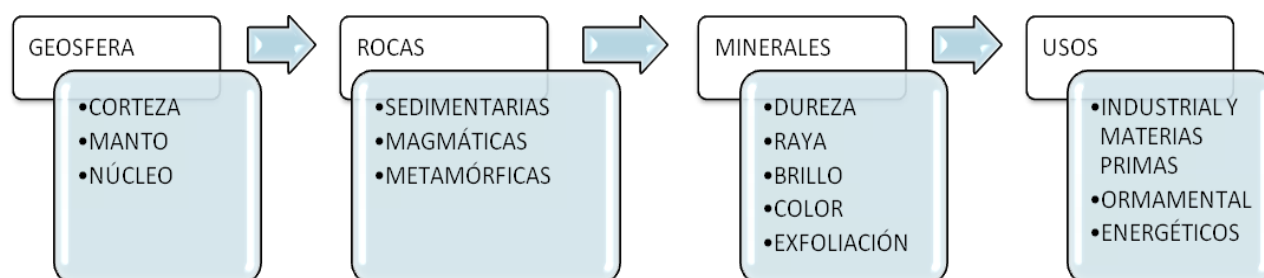 GEOSFERA
•CORTEZA
•MANTO
•NÚCLEO
ROCAS
•SEDIMENTARIAS
•MAGMÁTICAS
•METAMÓRFICAS
MINERALES
•DUREZA
•RAYA
•BRILLO
•COLOR
•EXFOLIACIÓN
USOS
•INDUSTRIAL Y
MATERIAS
PRIMAS
•ORMAMENTAL
•ENERGÉTICOS